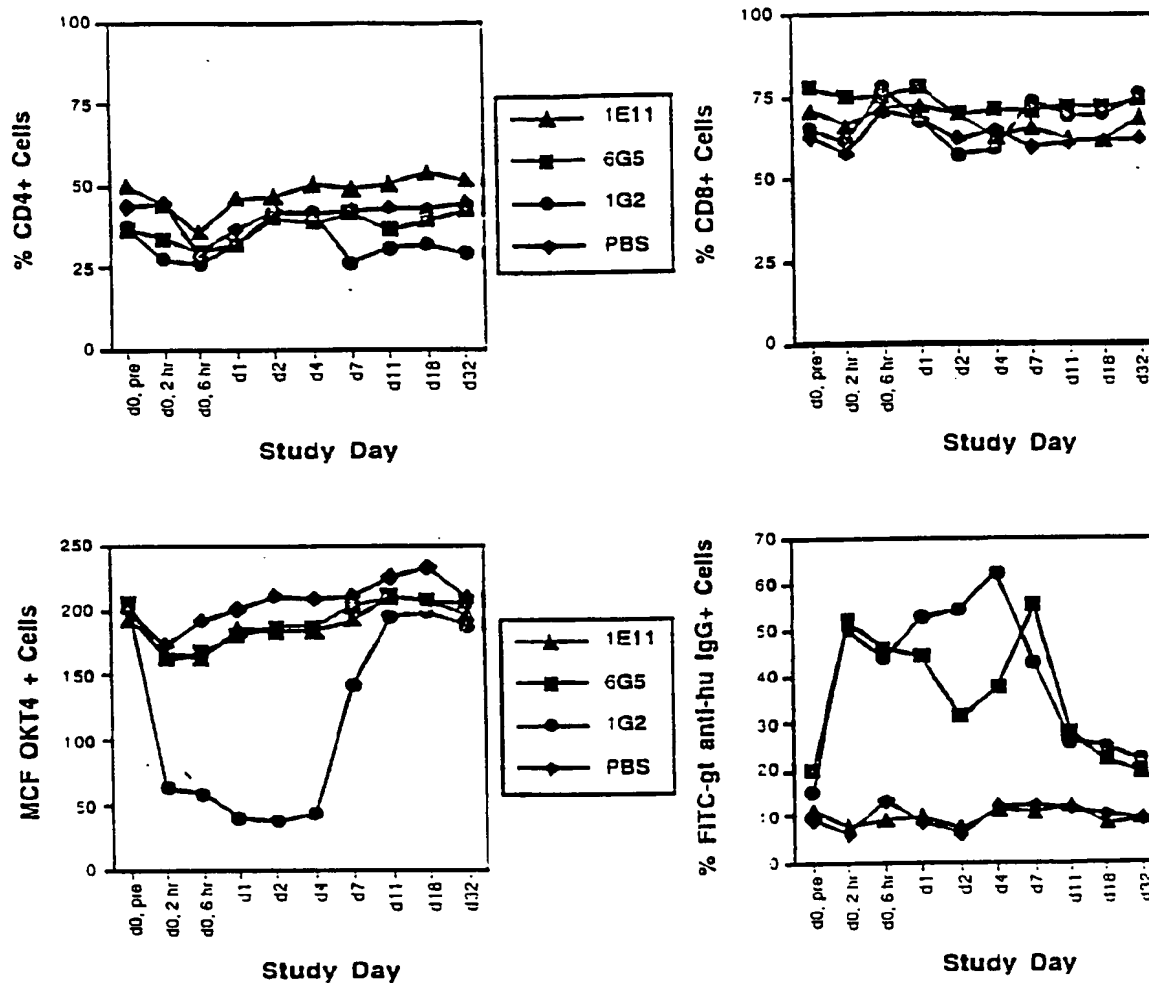 % CD4+ Cells
100
75
50
25
0
d0, pre
d0, 2 hr
d0, 6 hr
d1
d2
d4
d7
d11
d18
d32
Study Day
1E11
6G5
1G2
PBS
% CD8+ Cells
100
75
50
25
0
d0, pre
d0, 2 hr
d0, 6 hr
d1
d2
d4
d7
d11
d18
d32
Study Day
MCF OKT4 + Cells
250
200
150
100
50
0
d0, pre
d0, 2 hr
d0, 6 hr
d1
d2
d4
d7
d11
d18
d32
Study Day
1E11
6G5
1G2
PBS
% FITC-gt anti-hu IgG+ Cells
70
60
50
40
30
20
10
0
d0, pre
d0, 2 hr
d0, 6 hr
d1
d2
d4
d7
d11
d18
d32
Study Day